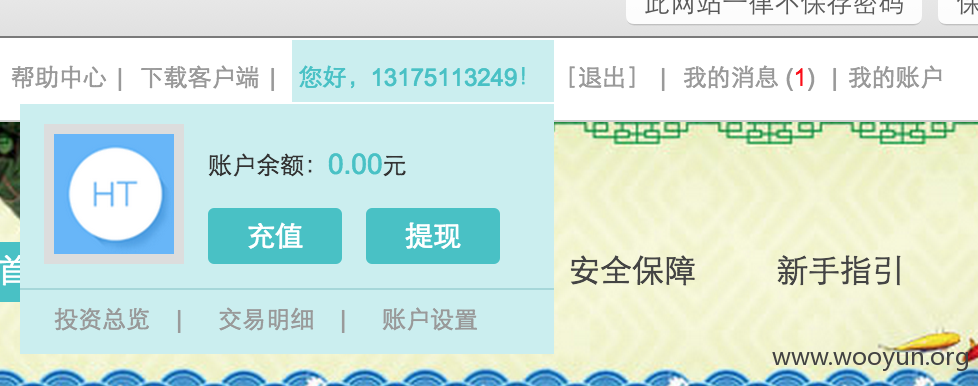 此网站一律不保存密码 保
帮助中心 | 下载客户端 | 您好，13175113249! [退出] | 我的消息 (1) | 我的账户
账户余额：0.00元
HT
充值 提现
首 安全保障 新手指引
投资总览 | 交易明细 | 账户设置
www.wooyun.org